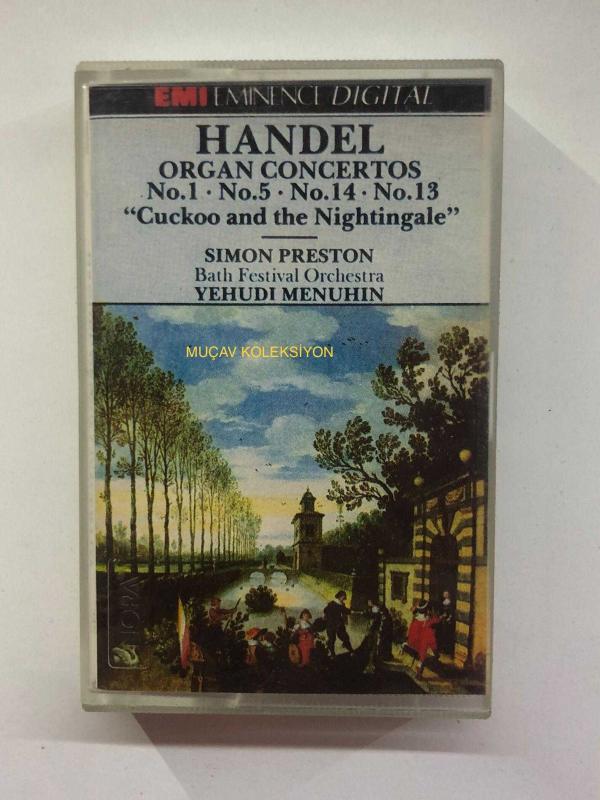 EMI EMINENCE DIGITAL
HANDEL
ORGAN CONCERTOS
No.1 · No.5 · No.14 · No.13
“Cuckoo and the Nightingale”
SIMON PRESTON
Bath Festival Orchestra
YEHUDI MENUHIN
MUÇAV KOLEKSİYON